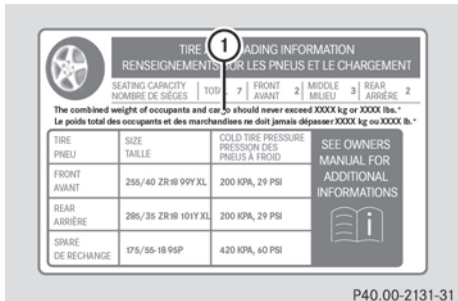 TIRE ADING INFORMATION
RENSEIGNEMENTS SUR LES PNEUS ET LE CHARGEMENT
1
SEATING CAPACITY TOTAL 7 FRONT 2 MIDDLE 3 REAR 2
NOMBRE DE SIÈGES AVANT MILIEU ARRIÈRE
The combined weight of occupants and cargo should never exceed XXXX kg or XXXX lbs.*
Le poids total des occupants et des marchandises ne doit jamais dépasser XXXX kg ou XXXX lb.*
TIRE SIZE COLD TIRE PRESSURE
PNEU TAILLE PRESSION DES
PNEUS À FROID
SEE OWNERS
MANUAL FOR
ADDITIONAL
INFORMATIONS
FRONT
AVANT 255/40 ZR18 99Y XL 200 KPA, 29 PSI
REAR
ARRIÈRE 285/35 ZR18 101Y XL 200 KPA, 29 PSI
SPARE
DE RECHANGE 175/55-18 95P 420 KPA, 60 PSI
i
P40.00-2131-31